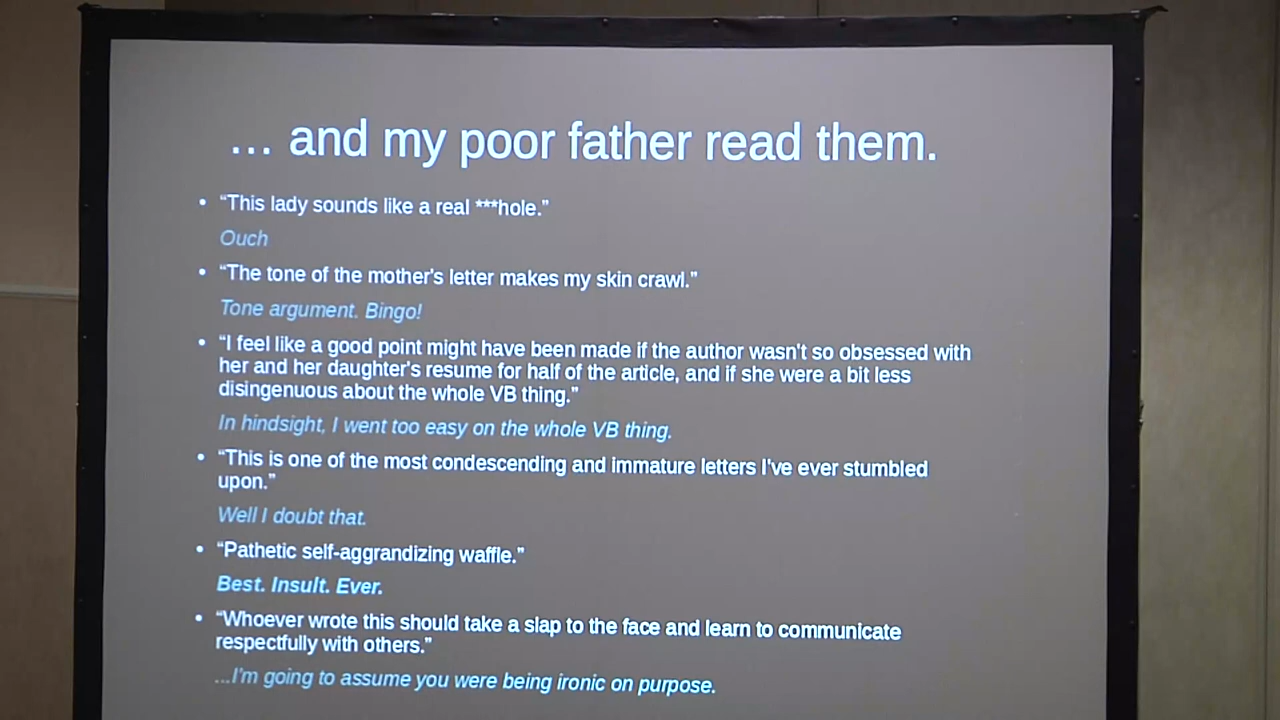 … and my poor father read them.
• “This lady sounds like a real ***hole.”
Ouch
• “The tone of the mother's letter makes my skin crawl.”
Tone argument. Bingo!
• “I feel like a good point might have been made if the author wasn't so obsessed with
her and her daughter's resume for half of the article, and if she were a bit less
disingenuous about the whole VB thing.”
In hindsight, I went too easy on the whole VB thing.
• “This is one of the most condescending and immature letters I've ever stumbled
upon.”
Well I doubt that.
• “Pathetic self-aggrandizing waffle.”
Best. Insult. Ever.
• “Whoever wrote this should take a slap to the face and learn to communicate
respectfully with others.”
...I'm going to assume you were being ironic on purpose.